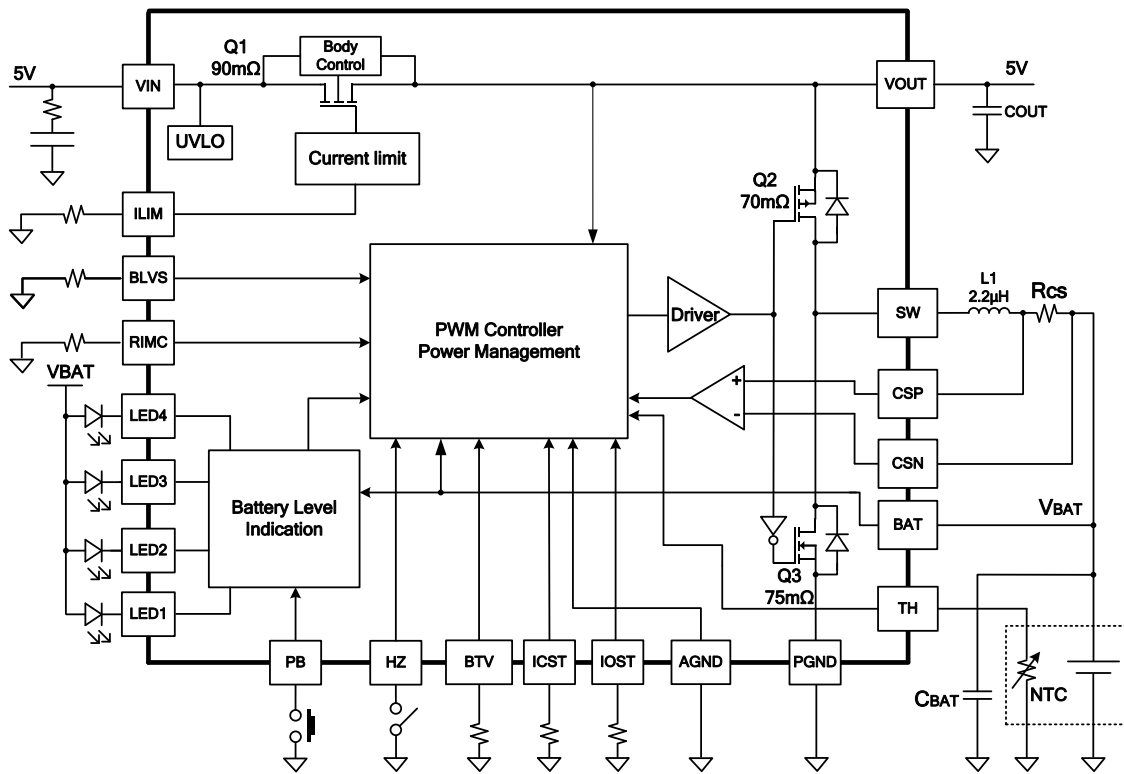 Q1
90mΩ
Body
Control
5V
VIN
UVLO
Current limit
VOUT
5V
COUT
ILIM
Q2
70mΩ
BLVS
RIMC
PWM Controller
Power Management
Driver
SW
L1
2.2µH
Rcs
VBAT
LED4
LED3
LED2
LED1
Battery Level
Indication
+
-
CSP
CSN
BAT
VBAT
Q3
75mΩ
TH
PB
HZ
BTV
ICST
IOST
AGND
PGND
CBAT
NTC